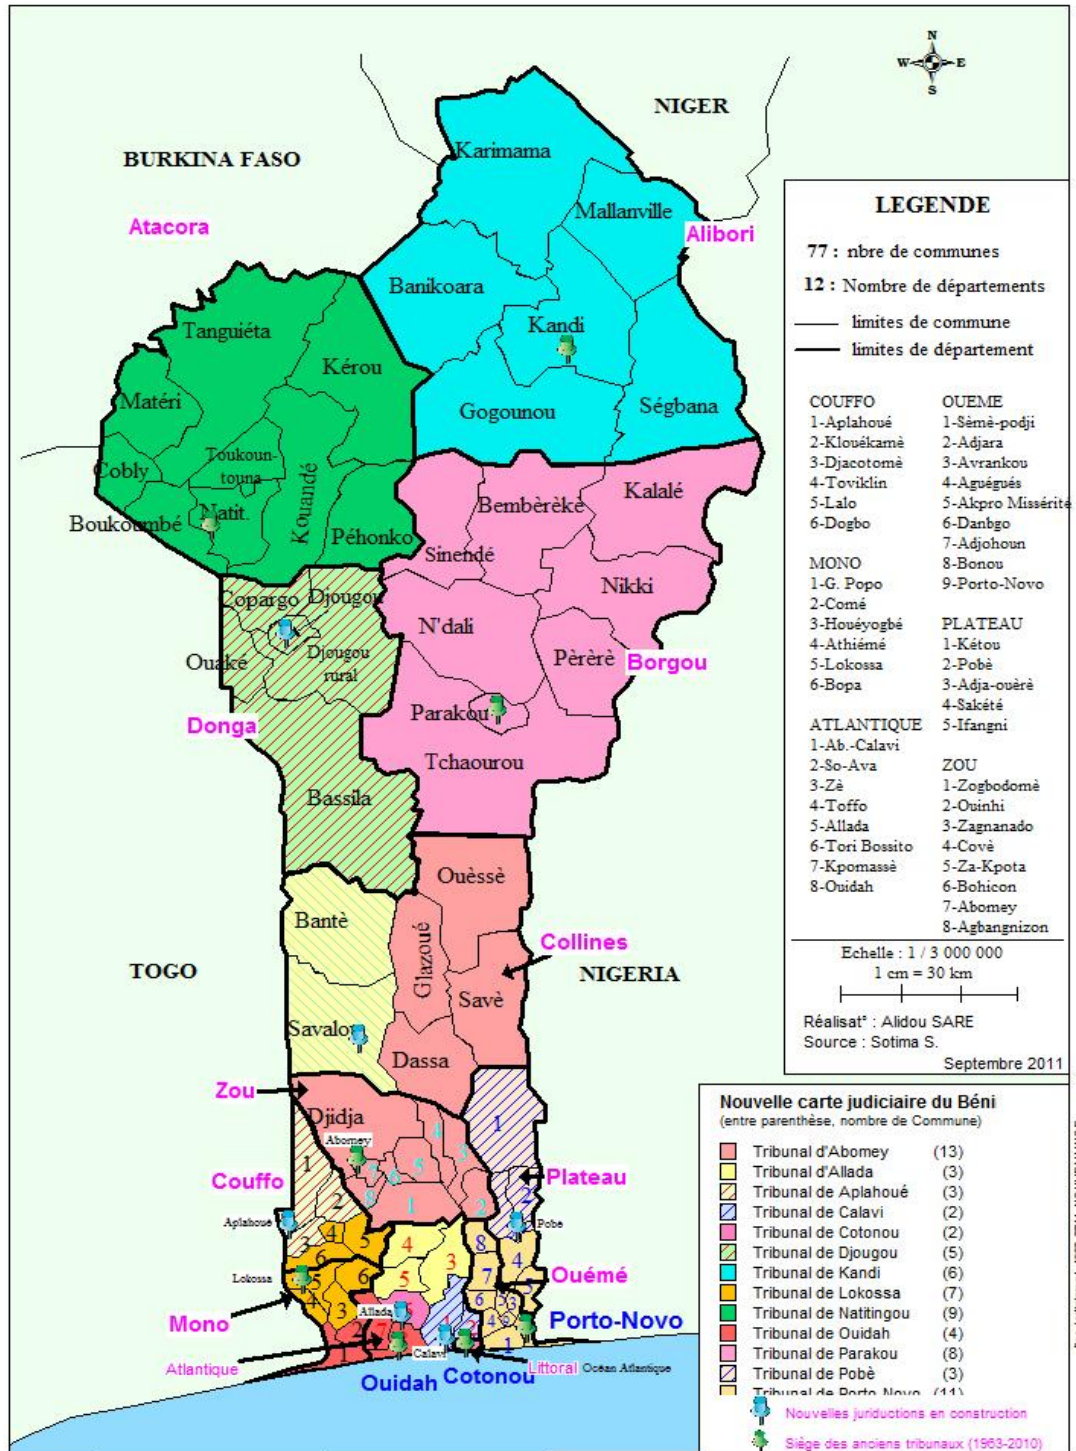 N
W E
S
NIGER
BURKINA FASO
Atacora
Alibori
Karimama
Mallanville
Banikoara
Kandi
Gogounou
Ségbana
Tanguiéta
Kérou
Matéri
Cobly
Toukoun-
touna
Boukoumbé
Natit.
Kouandé
Péhonko
Bembèrèkè
Kalalé
Sinendé
Nikki
N'dali
Pèrèrè
Borgou
Parakou
Tchaourou
Copargo
Djougou
Ouaké
Djougou
rural
Donga
Bassila
Ouèssè
Bantè
Glazoué
Collines
TOGO
NIGERIA
Savè
Savalou
Dassa
Zou
Djidja
Abomey
Couffo
Plateau
Aplahoué
Pobè
Lokossa
Ouémé
Mono
Allada
Porto-Novo
Atlantique
Calavi
Littoral
Océan Atlantique
Ouidah
Cotonou
LEGENDE
77 : nbre de communes
12 : Nombre de départements
limites de commune
limites de département
COUFFO
1-Aplahoué
2-Klouékamè
3-Djacotomè
4-Toviklin
5-Lalo
6-Dogbo
MONO
1-G. Popo
2-Comé
3-Houéyogbé
4-Athiémé
5-Lokossa
6-Bopa
ATLANTIQUE
1-Ab.-Calavi
2-So-Ava
3-Zè
4-Toffo
5-Allada
6-Tori Bossito
7-Kpomassè
8-Ouidah
OUEME
1-Sèmè-podji
2-Adjara
3-Avrankou
4-Aguégués
5-Akpro Missérité
6-Danbgo
7-Adjohoun
8-Bonou
9-Porto-Novo
PLATEAU
1-Kétou
2-Pobè
3-Adja-ouèrè
4-Sakété
5-Ifangni
ZOU
1-Zogbodomè
2-Ouinhi
3-Zagnanado
4-Covè
5-Za-Kpota
6-Bohicon
7-Abomey
8-Agbangnizon
Echelle : 1 / 3 000 000
1 cm = 30 km
Réalisat° : Alidou SARE
Source : Sotima S.
Septembre 2011
Nouvelle carte judiciaire du Béni
(entre parenthèse, nombre de Commune)
Tribunal d'Abomey (13)
Tribunal d'Allada (3)
Tribunal de Aplahoué (3)
Tribunal de Calavi (2)
Tribunal de Cotonou (2)
Tribunal de Djougou (5)
Tribunal de Kandi (6)
Tribunal de Lokossa (7)
Tribunal de Natitingou (9)
Tribunal de Ouidah (4)
Tribunal de Parakou (8)
Tribunal de Pobè (3)
Tribunal de Porto-Novo (11)
Nouvelles juriductions en construction
Siège des anciens tribunaux (1963-2010)